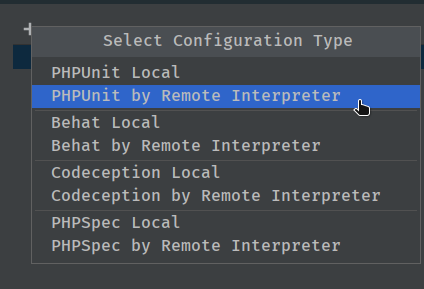 Select Configuration Type
PHPUnit Local
PHPUnit by Remote Interpreter
Behat Local
Behat by Remote Interpreter
Codeception Local
Codeception by Remote Interpreter
PHPSpec Local
PHPSpec by Remote Interpreter